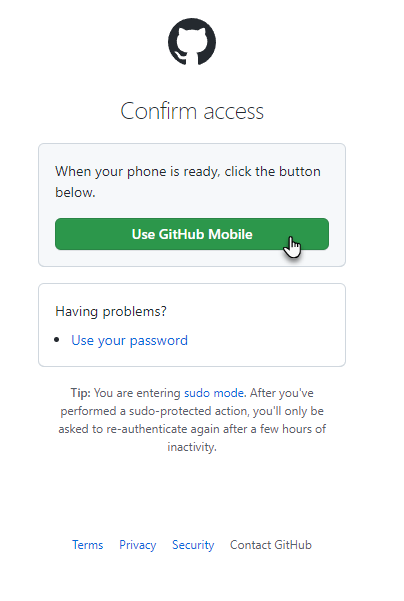 Confirm access
When your phone is ready, click the button
below.
Use GitHub Mobile
Having problems?
• Use your password
Tip: You are entering sudo mode. After you've
performed a sudo-protected action, you'll only be
asked to re-authenticate again after a few hours of
inactivity.
Terms Privacy Security Contact GitHub